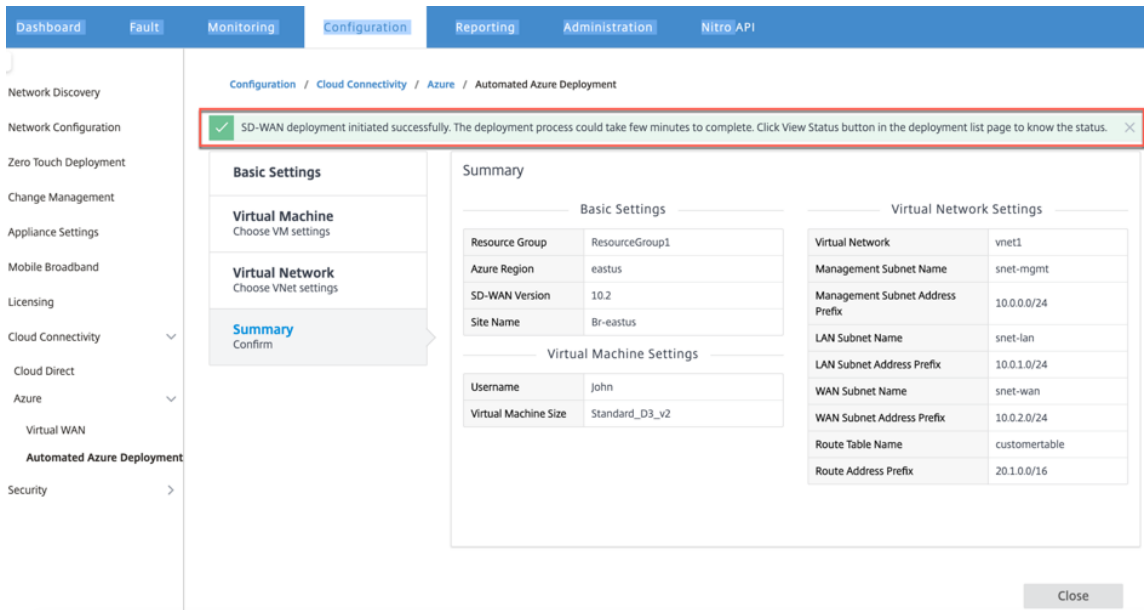 Dashboard Fault Monitoring Configuration Reporting Administration Nitro API
Network Discovery
Network Configuration
Zero Touch Deployment
Change Management
Appliance Settings
Mobile Broadband
Licensing
Cloud Connectivity
Cloud Direct
Azure
Virtual WAN
Automated Azure Deployment
Security
Configuration / Cloud Connectivity / Azure / Automated Azure Deployment
SD-WAN deployment initiated successfully. The deployment process could take few minutes to complete. Click View Status button in the deployment list page to know the status.
Basic Settings
Virtual Machine
Choose VM settings
Virtual Network
Choose VNet settings
Summary
Confirm
Summary
Basic Settings
Resource Group ResourceGroup1
Azure Region eastus
SD-WAN Version 10.2
Site Name Br-eastus
Virtual Machine Settings
Username John
Virtual Machine Size Standard_D3_v2
Virtual Network Settings
Virtual Network vnet1
Management Subnet Name snet-mgmt
Management Subnet Address
Prefix 10.0.0.0/24
LAN Subnet Name snet-lan
LAN Subnet Address Prefix 10.0.1.0/24
WAN Subnet Name snet-wan
WAN Subnet Address Prefix 10.0.2.0/24
Route Table Name customertable
Route Address Prefix 20.1.0.0/16
Close